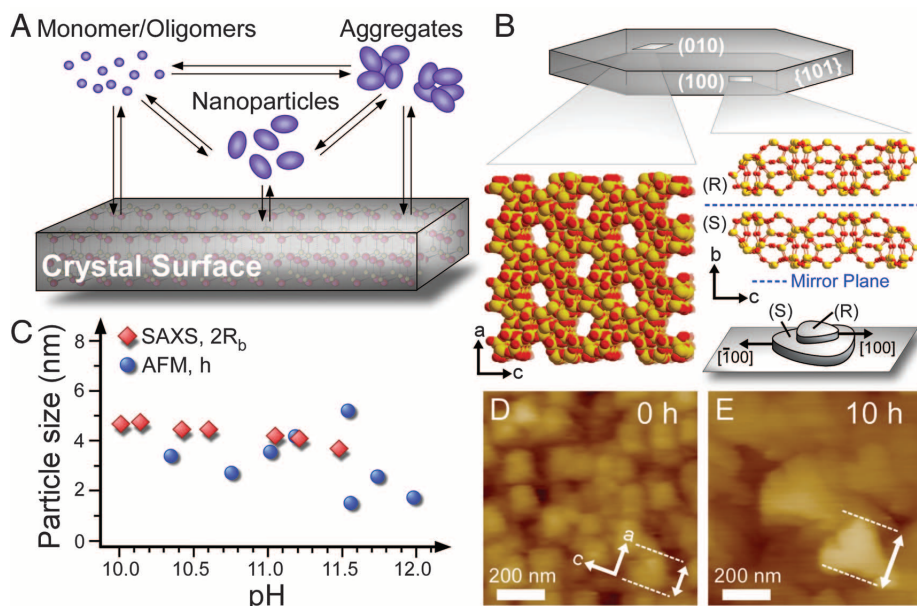 A
Monomer/Oligomers
Aggregates
Nanoparticles
Crystal Surface
B
(010)
(100)
{101}
(R)
(S)
b
c
Mirror Plane
a
c
(S)
(R)
[1̄00]
[100]
C
Particle size (nm)
8
6
4
2
0
SAXS, 2R_b
AFM, h
10.0 10.5 11.0 11.5 12.0
pH
D
0 h
a
c
200 nm
E
10 h
200 nm